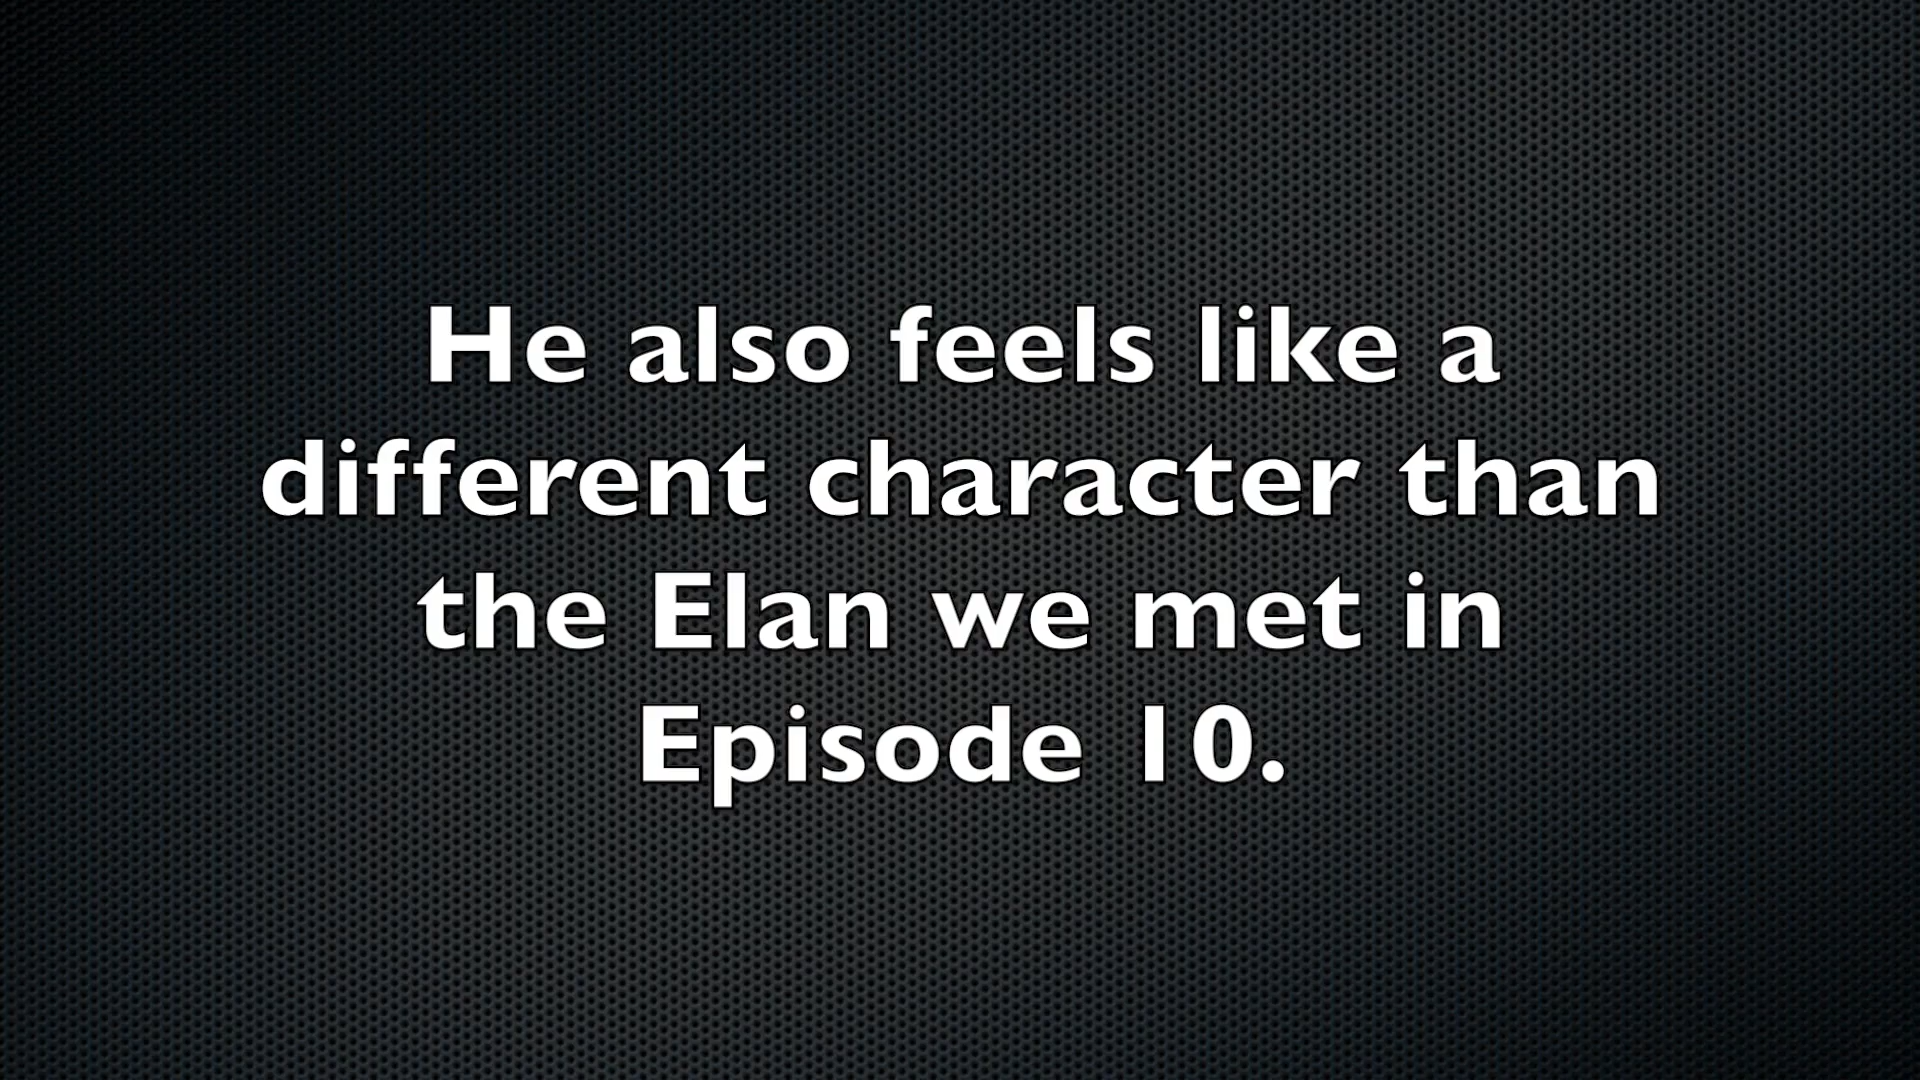 He also feels like a
different character than
the Elan we met in
Episode 10.